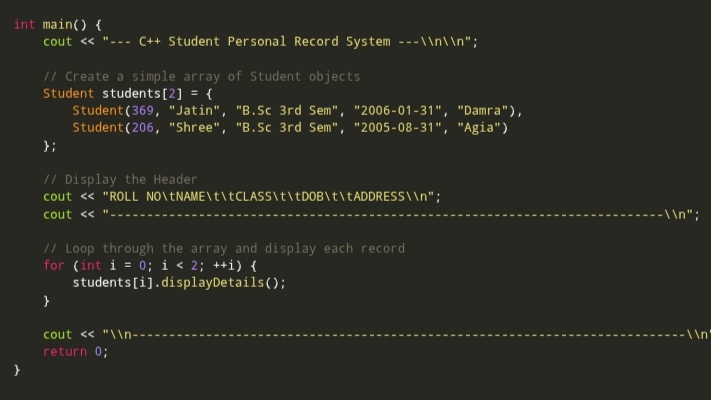 int main() {
    cout << "--- C++ Student Personal Record System ---\\n\\n";

    // Create a simple array of Student objects
    Student students[2] = {
        Student(369, "Jatin", "B.Sc 3rd Sem", "2006-01-31", "Damra"),
        Student(206, "Shree", "B.Sc 3rd Sem", "2005-08-31", "Agia")
    };

    // Display the Header
    cout << "ROLL NO\tNAME\t\tCLASS\t\tDOB\t\tADDRESS\\n";
    cout << "----------------------------------------------------------------------------\\n";

    // Loop through the array and display each record
    for (int i = 0; i < 2; ++i) {
        students[i].displayDetails();
    }

    cout << "\\n----------------------------------------------------------------------------\\n"
    return 0;
}